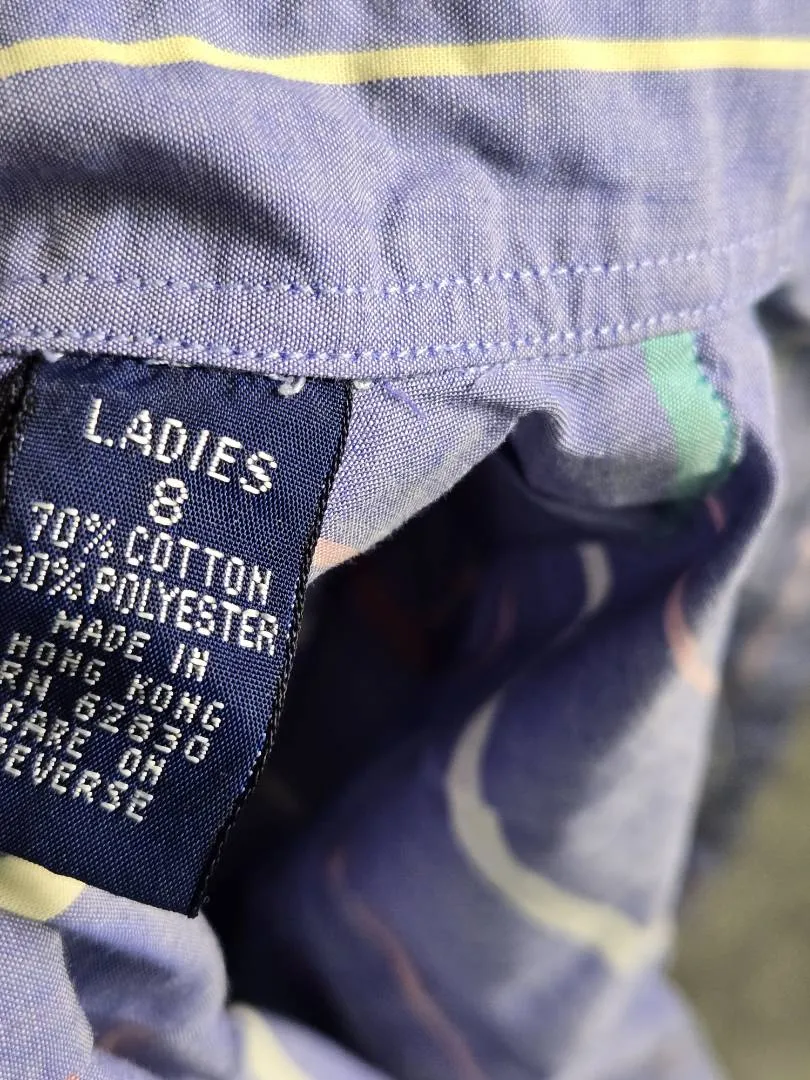 LADIES
8
70% COTTON
30% POLYESTER
MADE IN
HONG KONG
RN 62630
CARE ON
REVERSE